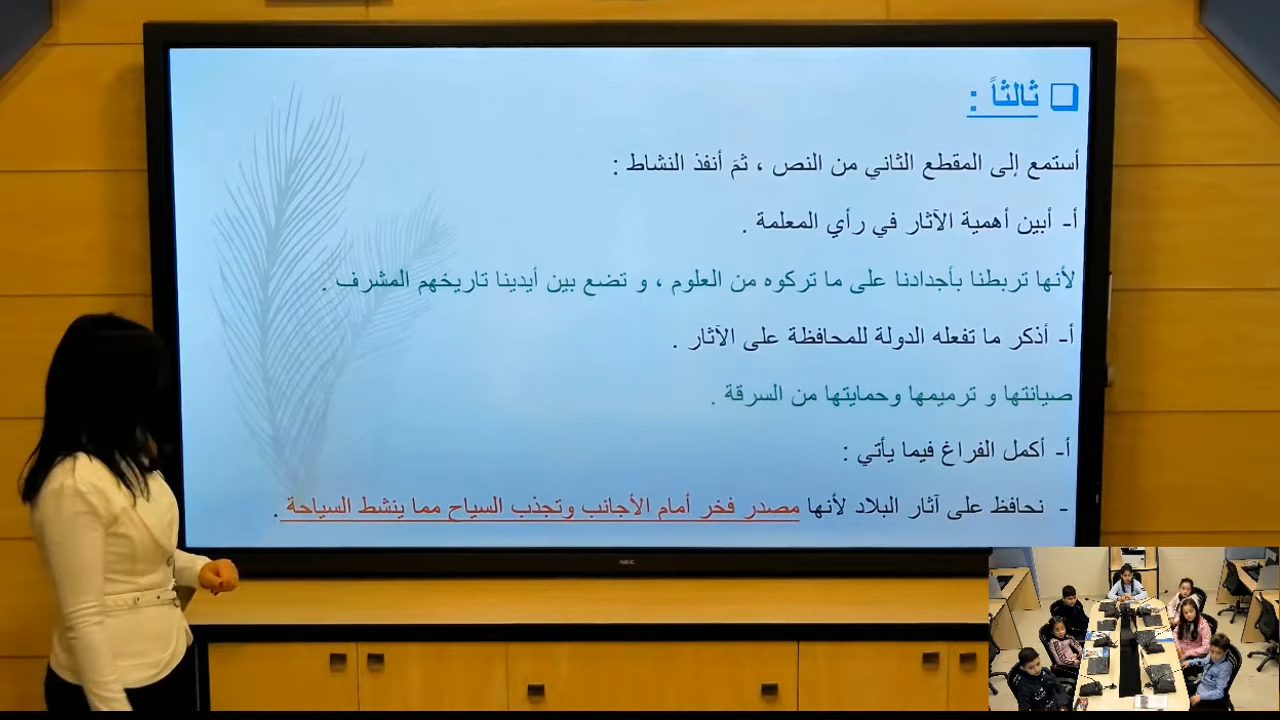 ثالثاً :
أستمع إلى المقطع الثاني من النص ، ثمَ أنفذ النشاط :
أ- أبين أهمية الآثار في رأي المعلمة .
لأنها تربطنا بأجدادنا على ما تركوه من العلوم ، و تضع بين أيدينا تاريخهم المشرف .
أ- أذكر ما تفعله الدولة للمحافظة على الآثار .
صيانتها و ترميمها وحمايتها من السرقة .
أ- أكمل الفراغ فيما يأتي :
- نحافظ على آثار البلاد لأنها مصدر فخر أمام الأجانب وتجذب السياح مما ينشط السياحة .
NEC